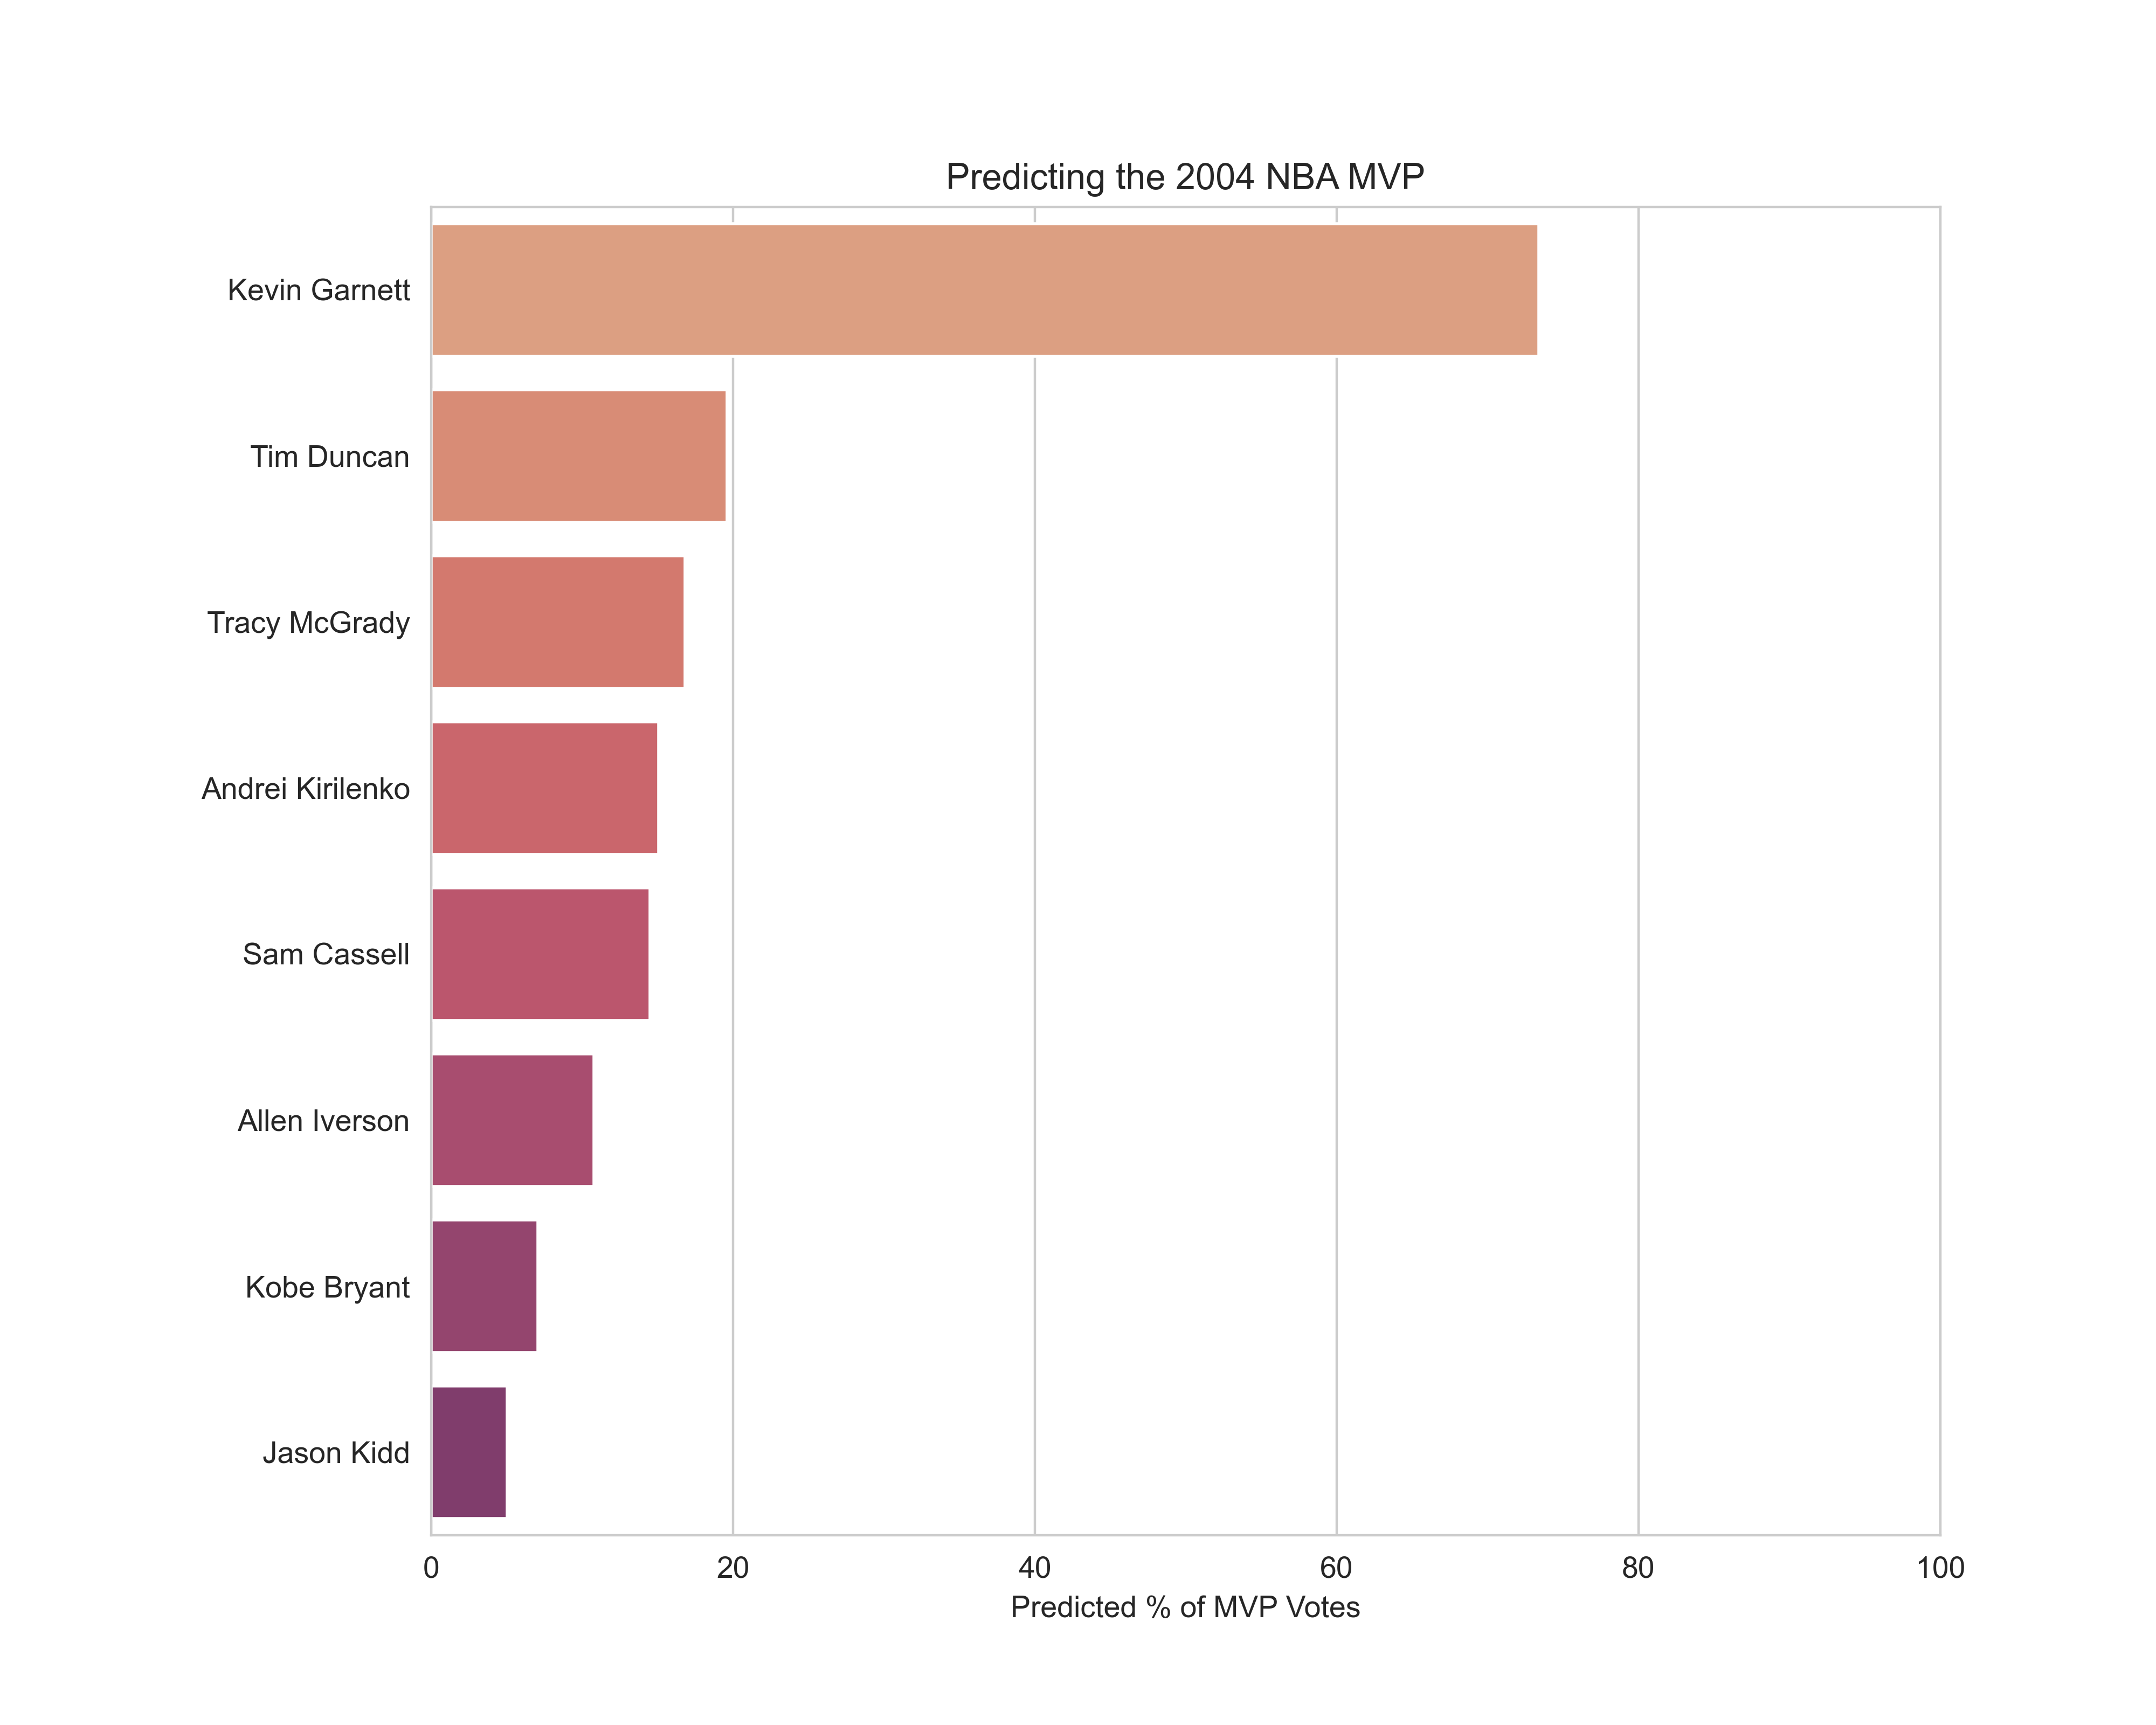 Predicting the 2004 NBA MVP
Kevin Garnett
Tim Duncan
Tracy McGrady
Andrei Kirilenko
Sam Cassell
Allen Iverson
Kobe Bryant
Jason Kidd
0 20 40 60 80 100
Predicted % of MVP Votes